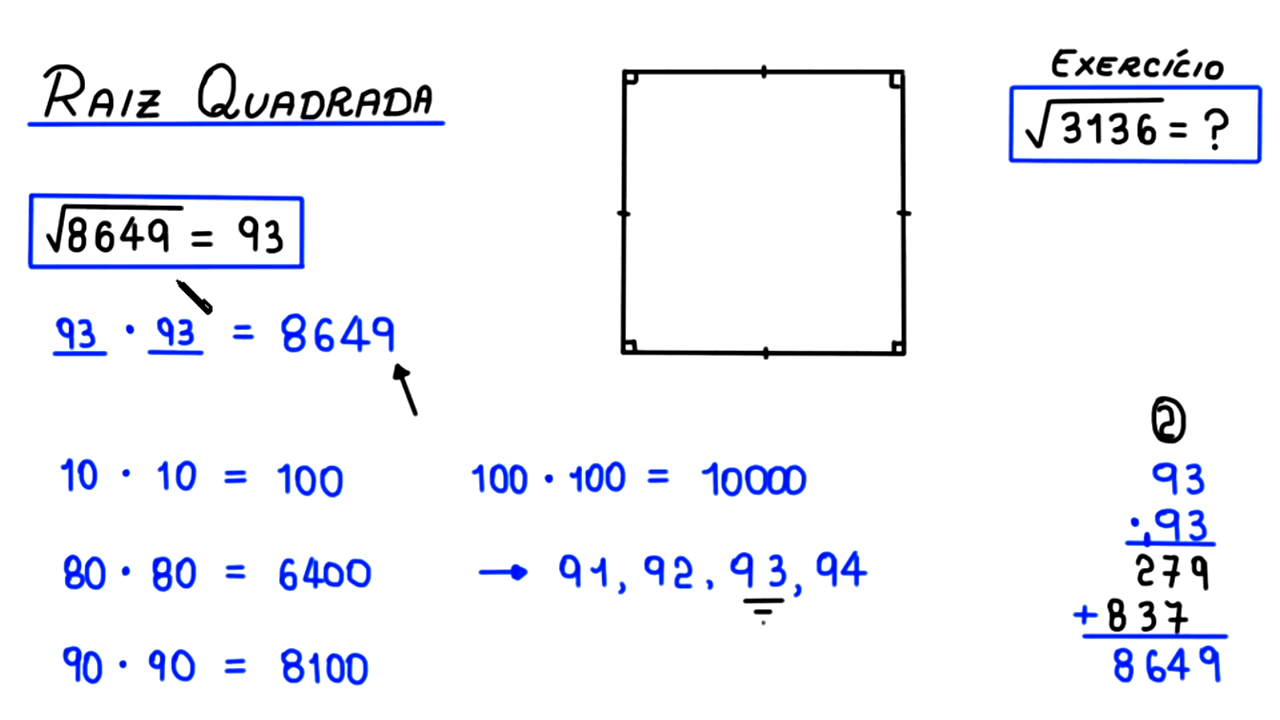 RAIZ QUADRADA
√8649 = 93
93 · 93 = 8649
10 · 10 = 100
80 · 80 = 6400
90 · 90 = 8100
100 · 100 = 10000
→ 91, 92, 93, 94
EXERCÍCIO
√3136 = ?
2
93
· 93
279
+ 837
8649